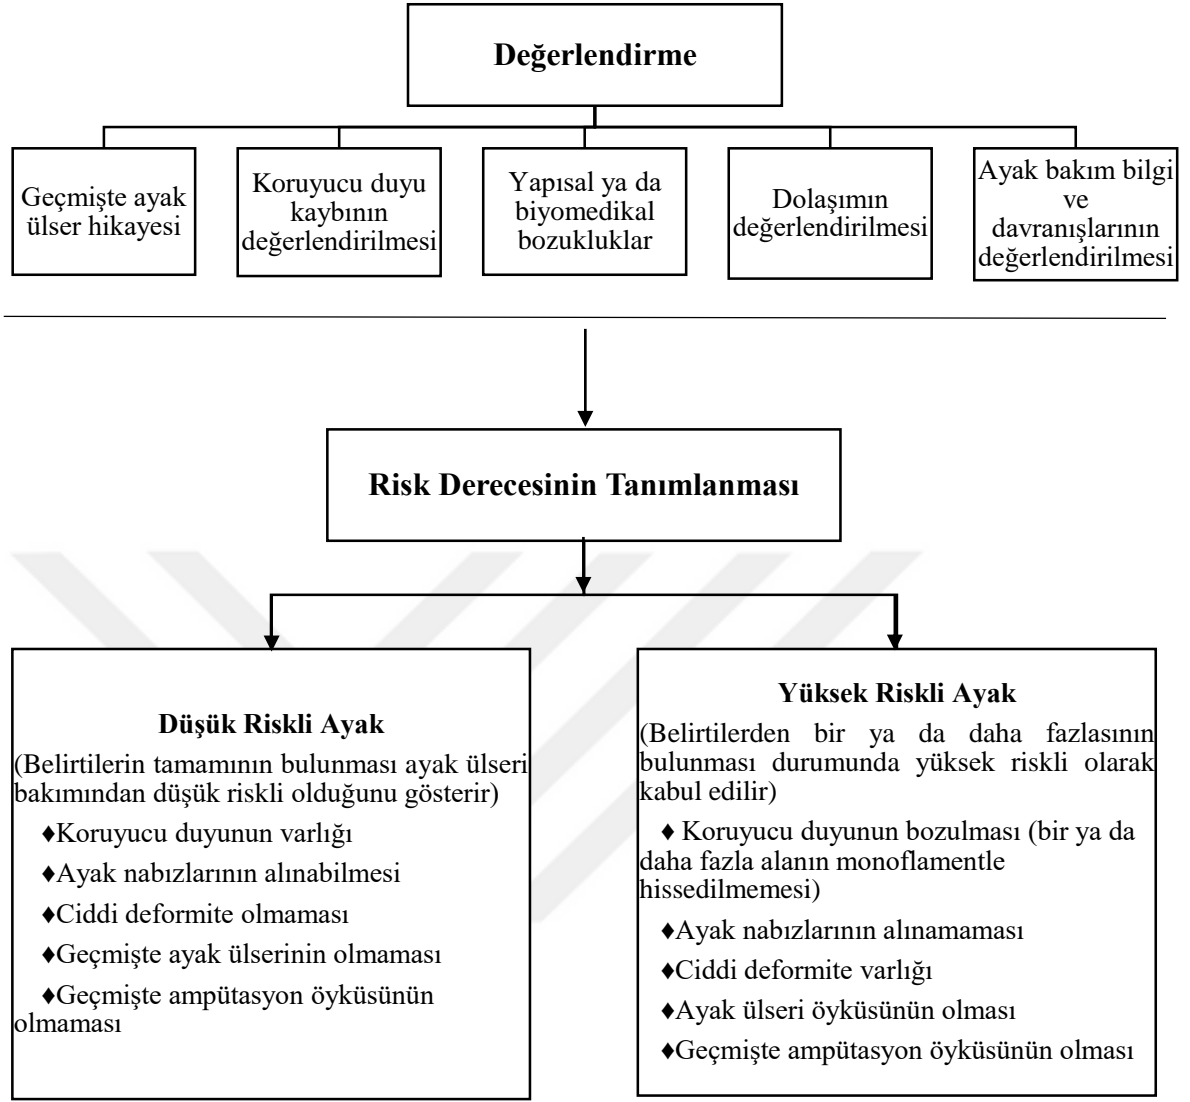 Değerlendirme
Geçmişte ayak
ülser hikayesi
Koruyucu duyu
kaybının
değerlendirilmesi
Yapısal ya da
biyomedikal
bozukluklar
Dolaşımın
değerlendirilmesi
Ayak bakım bilgi
ve
davranışlarının
değerlendirilmesi
Risk Derecesinin Tanımlanması
Düşük Riskli Ayak
(Belirtilerin tamamının bulunması ayak ülseri
bakımından düşük riskli olduğunu gösterir)
♦Koruyucu duyunun varlığı
♦Ayak nabızlarının alınabilmesi
♦Ciddi deformite olmaması
♦Geçmişte ayak ülserinin olmaması
♦Geçmişte ampütasyon öyküsünün
olmaması
Yüksek Riskli Ayak
(Belirtilerden bir ya da daha fazlasının
bulunması durumunda yüksek riskli olarak
kabul edilir)
♦ Koruyucu duyunun bozulması (bir ya da
daha fazla alanın monoflamentle
hissedilmemesi)
♦Ayak nabızlarının alınamaması
♦Ciddi deformite varlığı
♦Ayak ülseri öyküsünün olması
♦Geçmişte ampütasyon öyküsünün olması